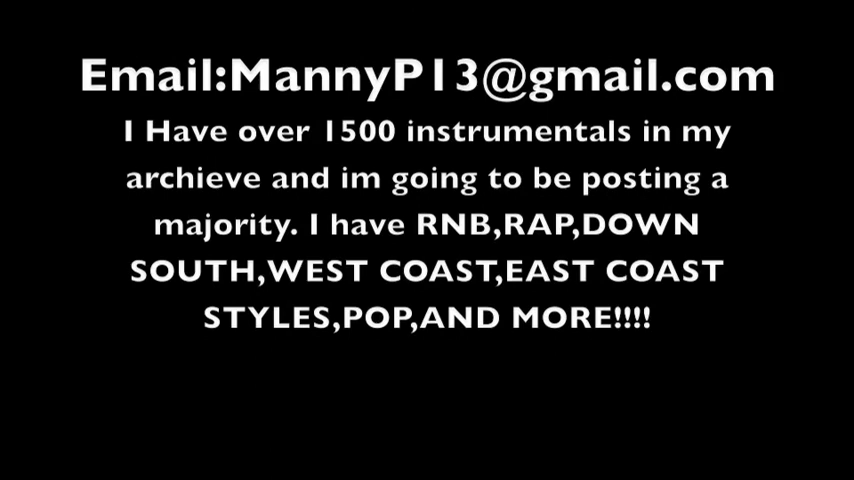 Email:MannyP13@gmail.com
I Have over 1500 instrumentals in my
archieve and im going to be posting a
majority. I have RNB,RAP,DOWN
SOUTH,WEST COAST,EAST COAST
STYLES,POP,AND MORE!!!!